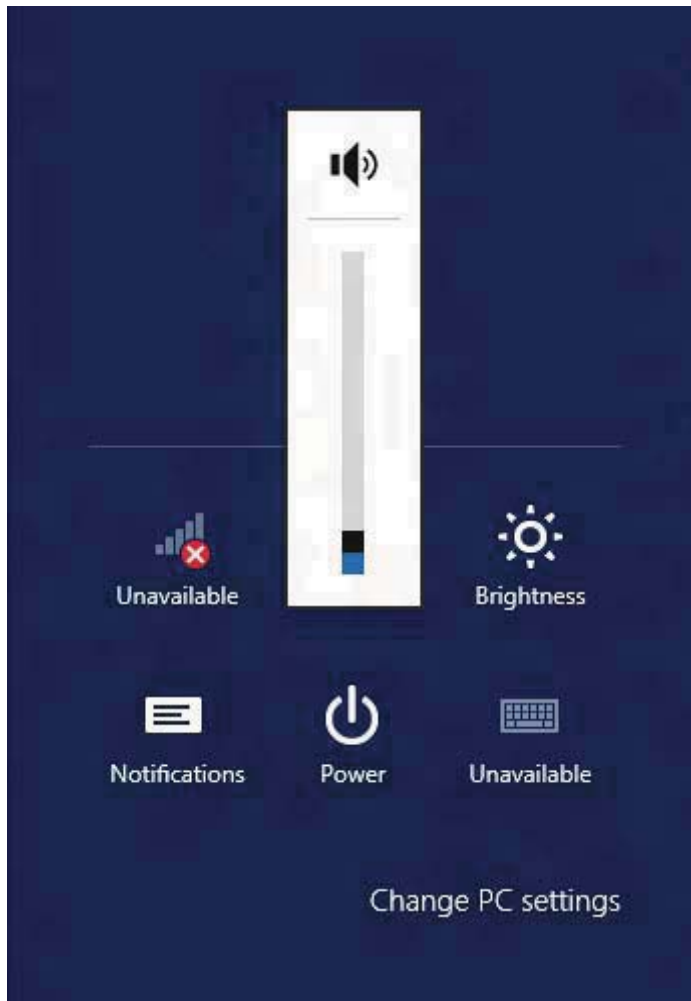 Unavailable
Brightness
Notifications
Power
Unavailable
Change PC settings